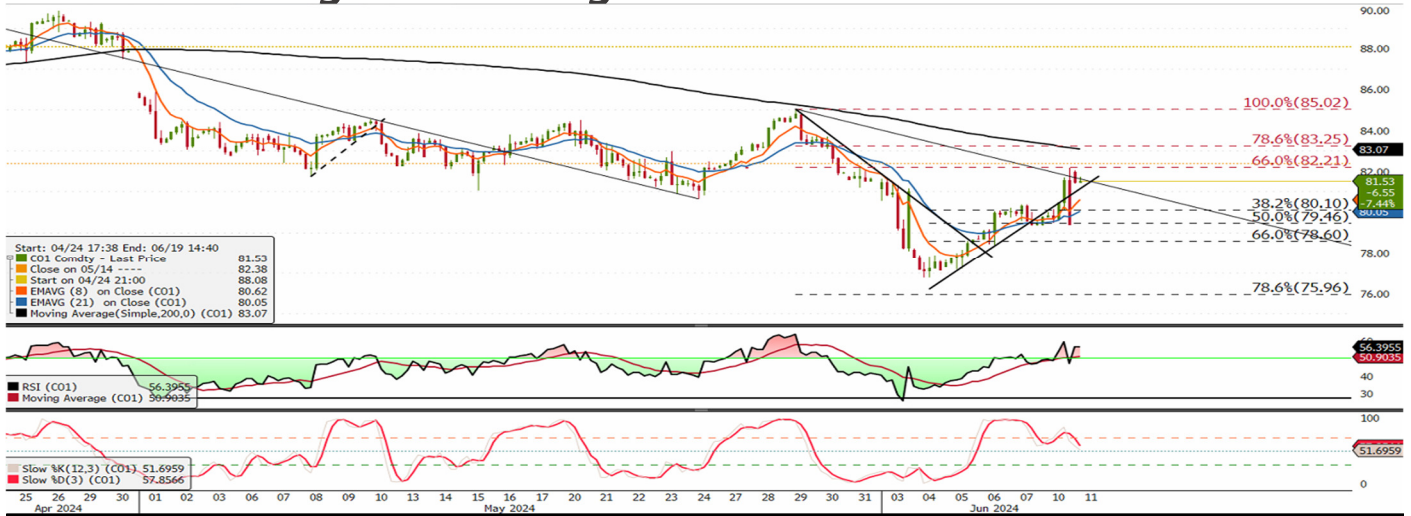 90.00
88.00
86.00
84.00
82.00
78.00
76.00
100.0%(85.02)
78.6%(83.25)
66.0%(82.21)
38.2%(80.10)
50.0%(79.46)
66.0%(78.60)
78.6%(75.96)
83.07
81.53
-6.55
-7.44%
80.05
Start: 04/24 17:38 End: 06/19 14:40
CO1 Comdty - Last Price 81.53
Close on 05/14 ---- 82.38
Start on 04/24 21:00 88.08
EMAVG (8) on Close (CO1) 80.62
EMAVG (21) on Close (CO1) 80.05
Moving Average(Simple,200,0) (CO1) 83.07
56.3955
50.9035
40
30
RSI (CO1) 56.3955
Moving Average (CO1) 50.9035
100
51.6959
0
Slow %K(12,3) (CO1) 51.6959
Slow %D(3) (CO1) 57.8566
25 26 29 30 01 02 03 06 07 08 09 10 13 14 15 16 17 20 21 22 23 24 27 28 29 30 31 03 04 05 06 07 10 11
Apr 2024 May 2024 Jun 2024